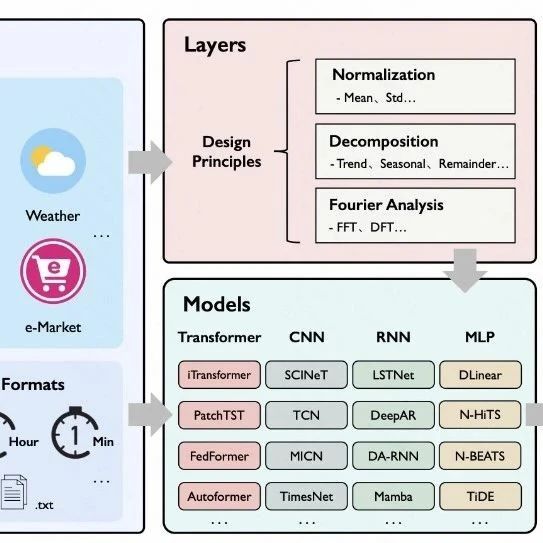 Weather
...
e
e-Market
Formats
Hour
1
Min
.txt
...
Layers
Design
Principles
Normalization
- Mean、Std...
Decomposition
- Trend、Seasonal、Remainder...
Fourier Analysis
- FFT、DFT...
Models
Transformer CNN RNN MLP
iTransformer SCINeT LSTNet DLinear
PatchTST TCN DeepAR N-HiTS
FedFormer MICN DA-RNN N-BEATS
Autoformer TimesNet Mamba TiDE
... ... ... ...